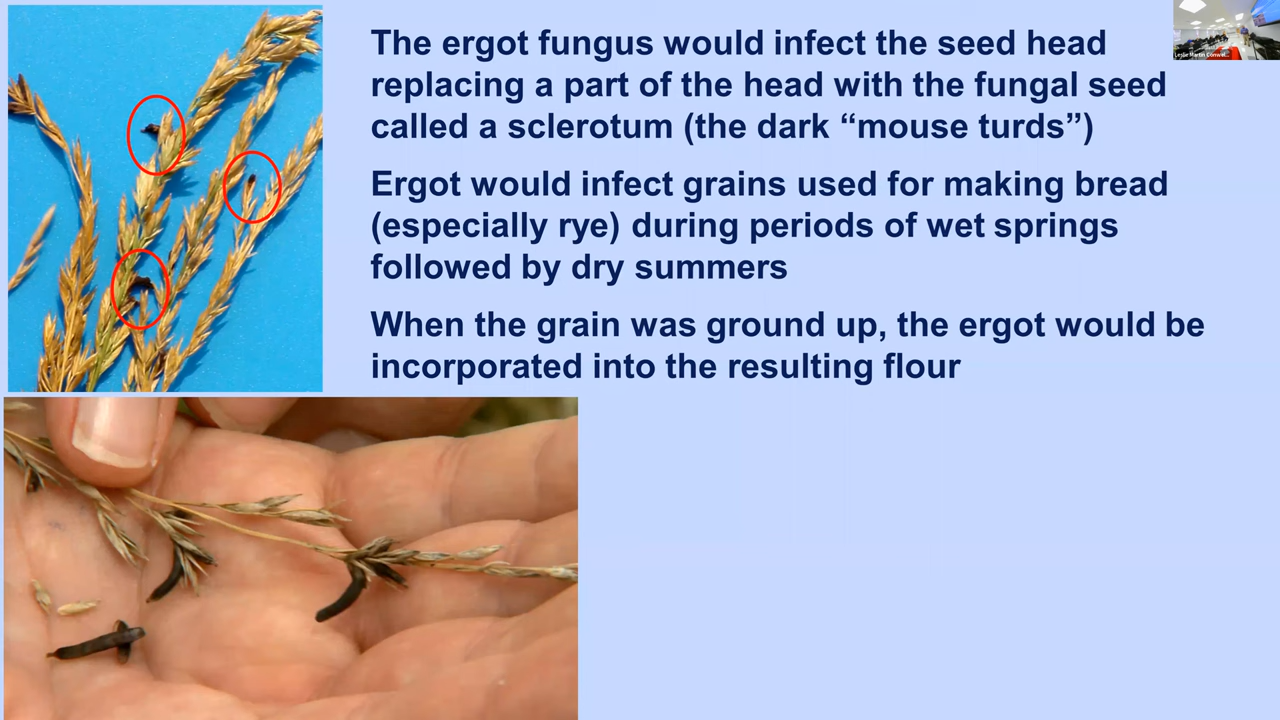 The ergot fungus would infect the seed head
replacing a part of the head with the fungal seed
called a sclerotum (the dark “mouse turds”)
Ergot would infect grains used for making bread
(especially rye) during periods of wet springs
followed by dry summers
When the grain was ground up, the ergot would be
incorporated into the resulting flour
Leslie Martin Conwel...